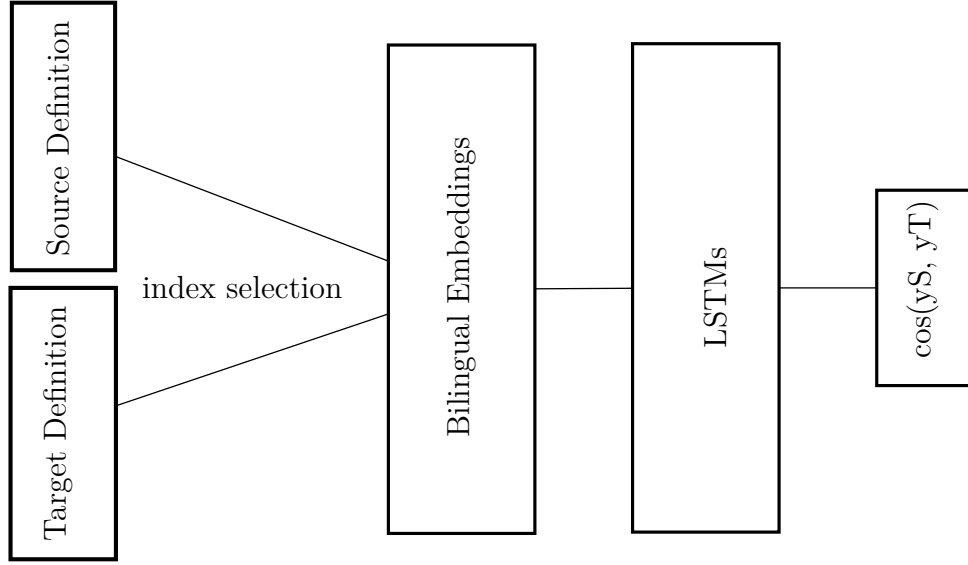 Source Definition
Target Definition
index selection
Bilingual Embeddings
LSTMs
cos(yS, yT)